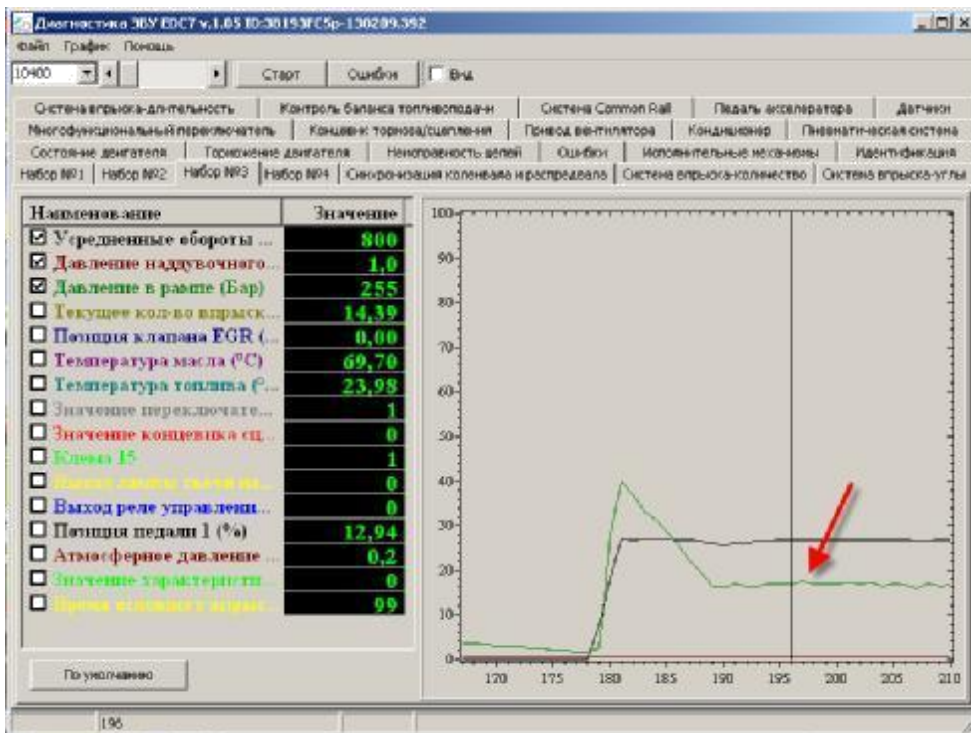 Диагностика ЭБУ EDC7 v.1.05 ID:38193FC5p-130209.392
Файл График Помощь
10400 Старт Ошибки Вид
Система впрыска-длительность Контроль баланса топливоподачи Система Common Rail Педаль акселератора Датчики
Многофункциональный переключатель Концевик тормоза/сцепления Привод вентилятора Кондиционер Пневматическая система
Состояние двигателя Торможение двигателя Неисправность цепей Ошибки Исполнительные механизмы Идентификация
Набор №1 Набор №2 Набор №3 Набор №4 Синхронизация коленвала и распредвала Система впрыска-количество Система впрыска-углы
Наименование Значение
Усредненные обороты ... 800
Давление наддувочного... 1,0
Давление в рампе (Бар) 255
Текущее кол-во впрыск... 14,39
Позиция клапана EGR (... 0,00
Температура масла (°C) 69,70
Температура топлива (°... 23,98
Значение переключате... 1
Значение концевика сц... 0
Клема 15 1
0
Выход реле управлени... 0
Позиция педали 1 (%) 12,94
Атмосферное давление ... 0,2
Значение характеристи... 0
Время основного впрыс... 99
По умолчанию
196
100
90
80
70
60
50
40
30
20
10
0
170 175 180 185 190 195 200 205 210